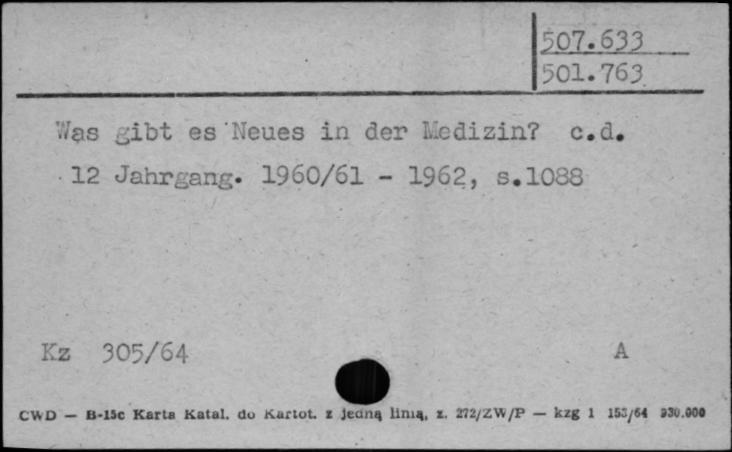 507.633
501.763
Was gibt es Neues in der Medizin? c.d.
12 Jahrgang. 1960/61 - 1962, s.1088
Kz 305/64 A
CWD — B-15c Karta Katal. do Kartot. z jedną linią, z. 272/ZW/P — kzg 1 153/64 930.000